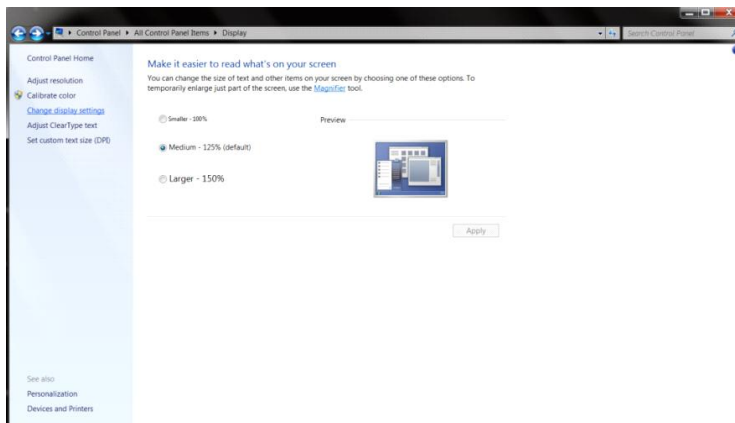 Control Panel ▸ All Control Panel Items ▸ Display
Search Control Panel
Control Panel Home
Adjust resolution
Calibrate color
Change display settings
Adjust ClearType text
Set custom text size (DPI)
Make it easier to read what's on your screen
You can change the size of text and other items on your screen by choosing one of these options. To
temporarily enlarge just part of the screen, use the Magnifier tool.
Smaller - 100%
Preview
Medium - 125% (default)
Larger - 150%
Apply
See also
Personalization
Devices and Printers